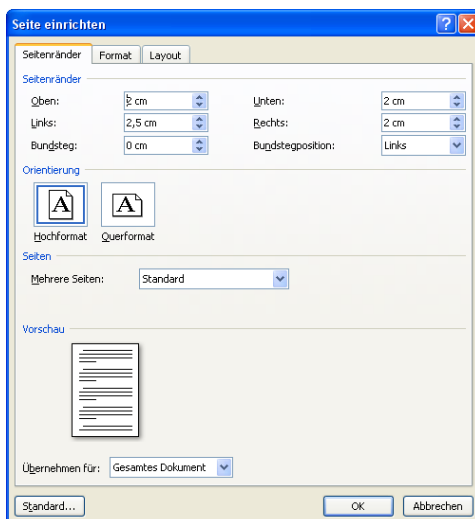 Seite einrichten
Seitenränder Format Layout
Seitenränder
Oben: 2 cm Unten: 2 cm
Links: 2,5 cm Rechts: 2 cm
Bundsteg: 0 cm Bundstegposition: Links
Orientierung
A A
Hochformat Querformat
Seiten
Mehrere Seiten: Standard
Vorschau
Übernehmen für: Gesamtes Dokument
Standard... OK Abbrechen